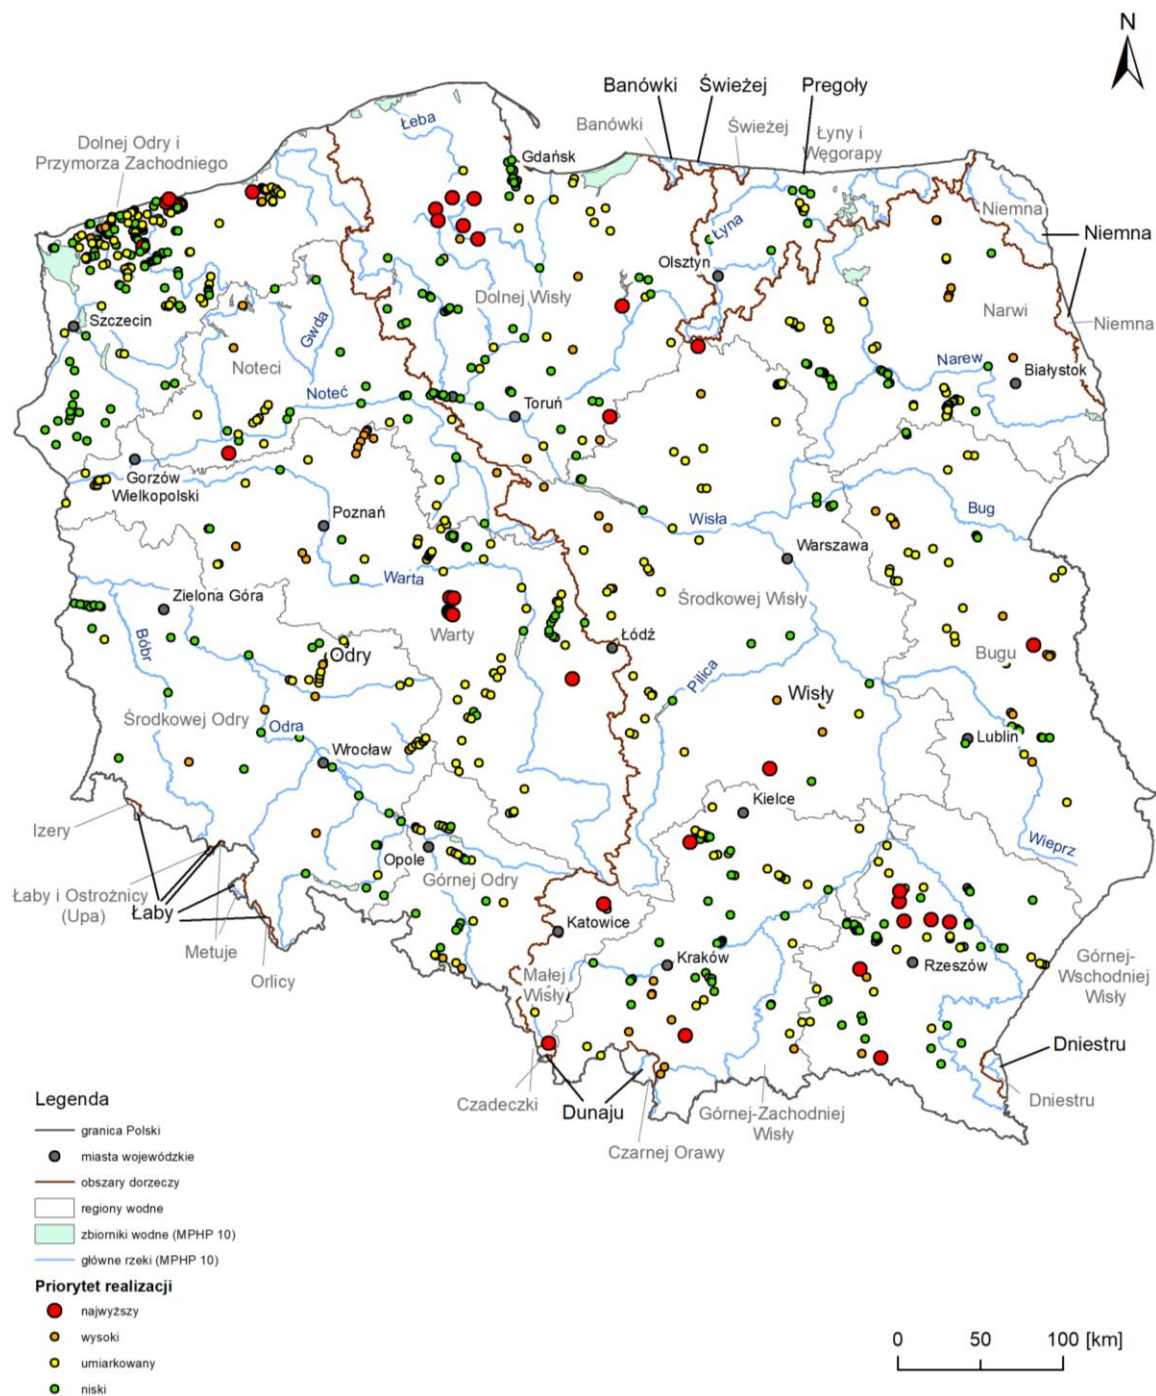 N
Banówki
Świeżej
Pregoły
Łeba
Banówki
Świeżej
Łyny i
Węgorapy
Dolnej Odry i
Przymorza Zachodniego
Gdańsk
Niemna
Łyna
Niemna
Olsztyn
Dolnej Wisły
Narwi
Szczecin
Niemna
Gwda
Noteci
Narew
Białystok
Noteć
Toruń
Gorzów
Wielkopolski
Poznań
Wisła
Bug
Warszawa
Warta
Zielona Góra
Środkowej Wisły
Bóbr
Warty
Łódź
Odry
Bugu
Pilica
Wisły
Środkowej Odry
Odra
Wrocław
Lublin
Kielce
Izery
Wieprz
Opole
Górnej Odry
Łaby i Ostrożnicy
(Upa)
Łaby
Katowice
Metuje
Kraków
Rzeszów
Górnej-
Wschodniej
Wisły
Orlicy
Małej
Wisły
Dniestru
Czadeczki
Dunaju
Górnej-Zachodniej
Wisły
Dniestru
Czarnej Orawy
Legenda
granica Polski
miasta wojewódzkie
obszary dorzeczy
regiony wodne
zbiorniki wodne (MPHP 10)
główne rzeki (MPHP 10)
Priorytet realizacji
najwyższy
wysoki
umiarkowany
niski
0 50 100 [km]